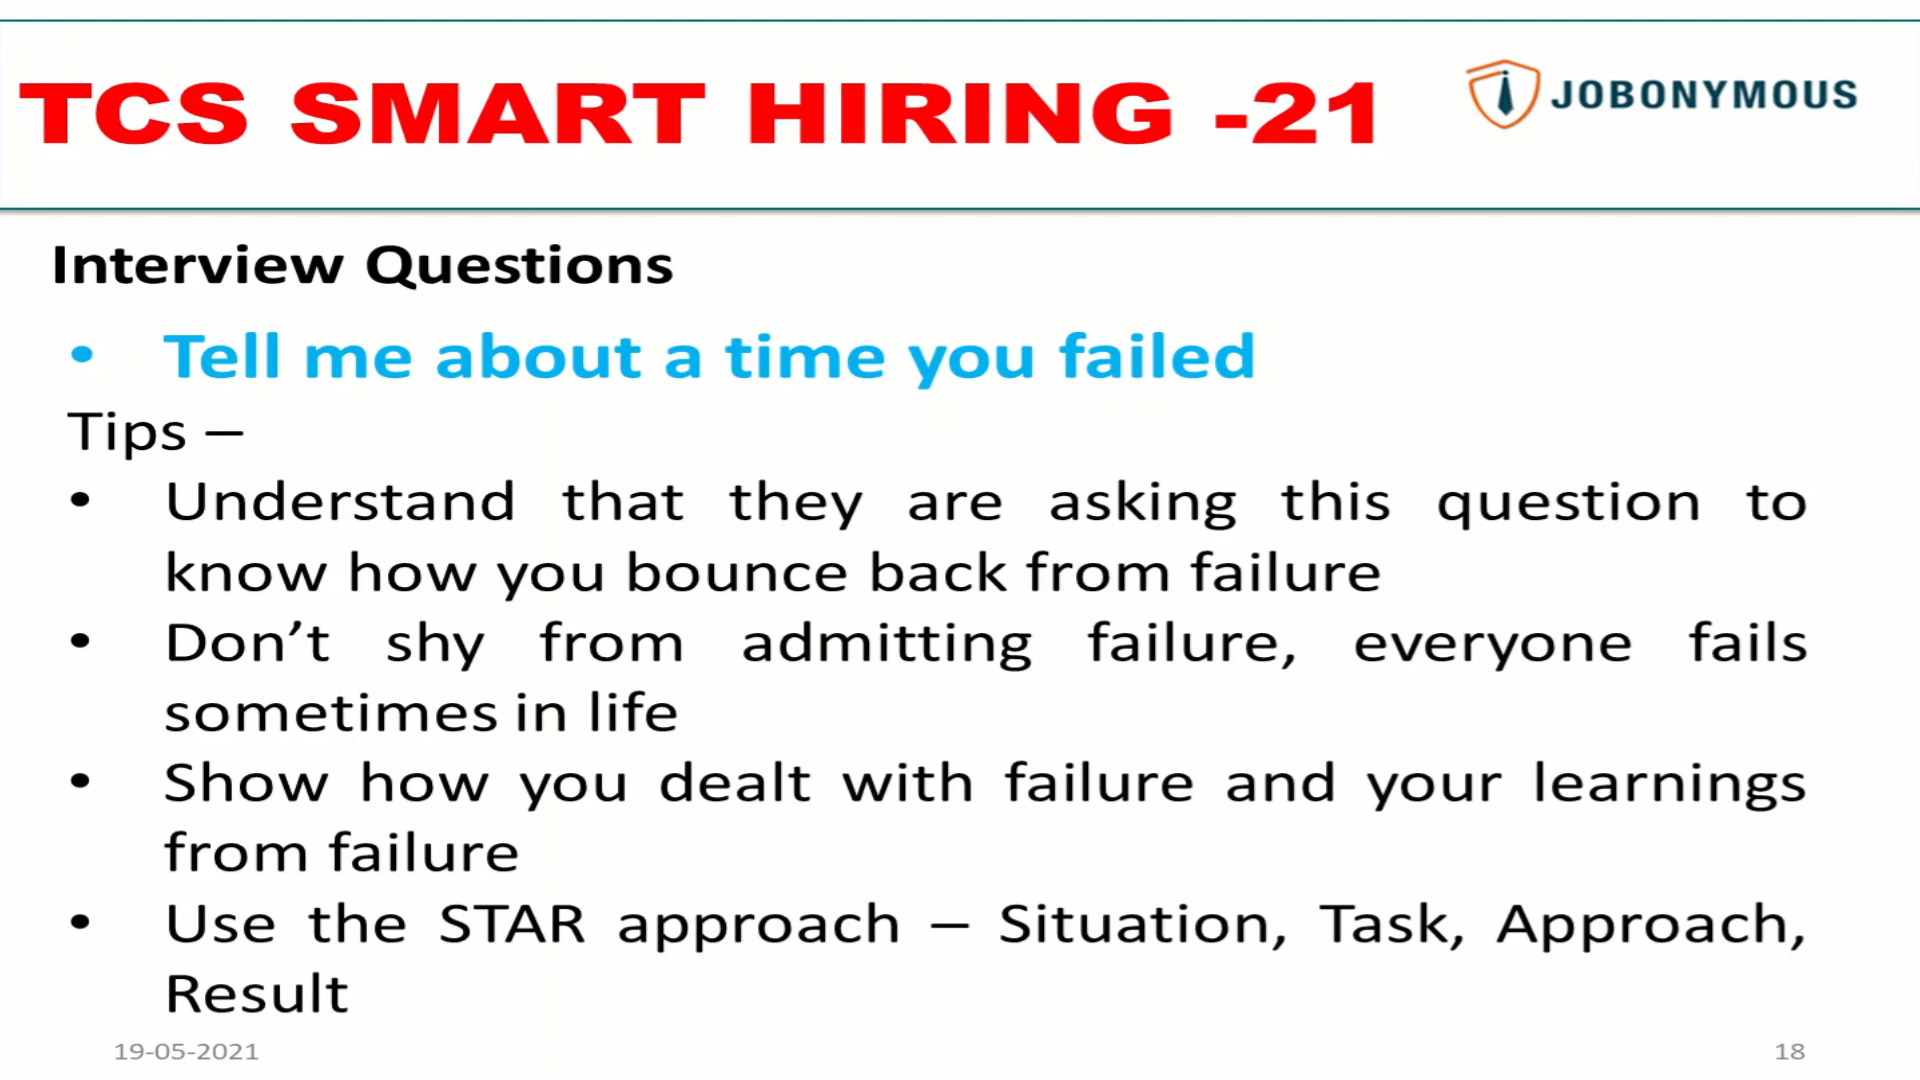 TCS SMART HIRING -21
JOBONYMOUS
Interview Questions
• Tell me about a time you failed
Tips –
• Understand that they are asking this question to
know how you bounce back from failure
• Don’t shy from admitting failure, everyone fails
sometimes in life
• Show how you dealt with failure and your learnings
from failure
• Use the STAR approach – Situation, Task, Approach,
Result
19-05-2021
18